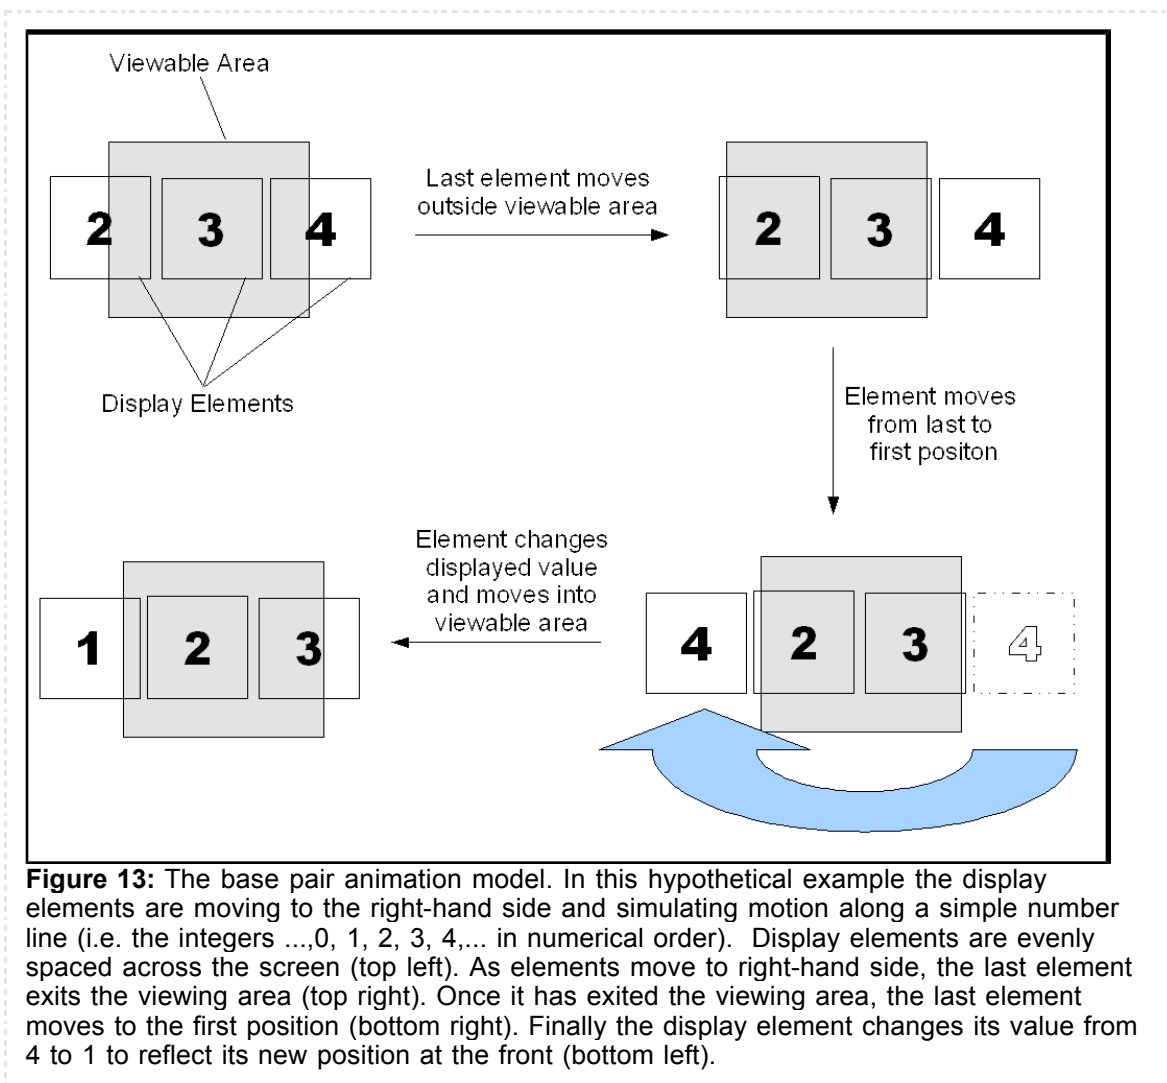 Viewable Area
2 3 4
Display Elements
Last element moves
outside viewable area
2 3 4
Element moves
from last to
first positon
4 2 3 4
Element changes
displayed value
and moves into
viewable area
1 2 3
Figure 13: The base pair animation model. In this hypothetical example the display
elements are moving to the right-hand side and simulating motion along a simple number
line (i.e. the integers ...,0, 1, 2, 3, 4,... in numerical order).  Display elements are evenly
spaced across the screen (top left). As elements move to right-hand side, the last element
exits the viewing area (top right). Once it has exited the viewing area, the last element
moves to the first position (bottom right). Finally the display element changes its value from
4 to 1 to reflect its new position at the front (bottom left).